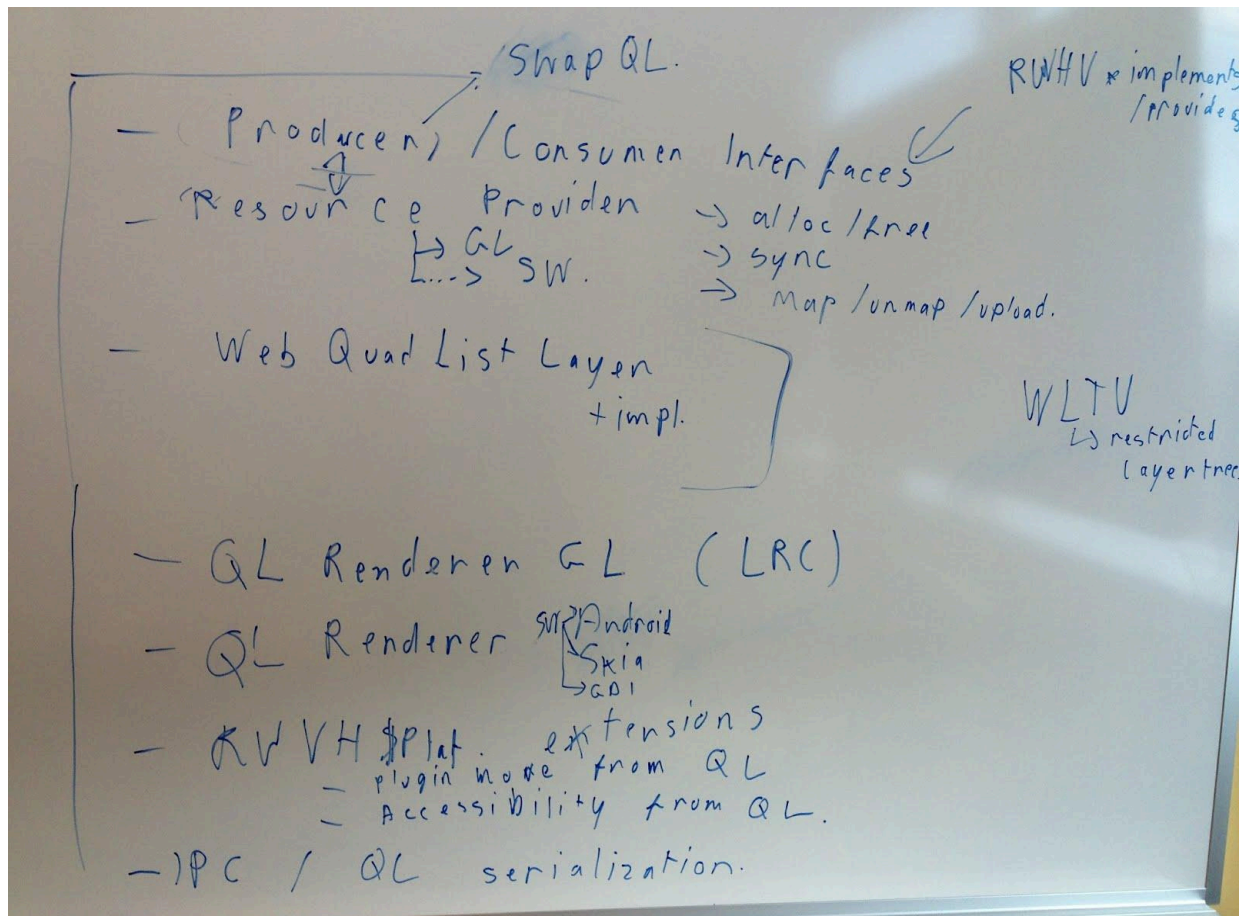 Swap QL.
RWHV * implements
/provides
- Producer, /Consumer Interfaces
- Resource Provider -> alloc/free
-> GL -> sync
-> SW. -> Map/unmap/upload.
- Web Quad List Layer
+ impl.
WLTV
-> restricted
layer trees
- QL Renderer GL (LRC)
- QL Renderer SW -> Android
-> Skia
-> GDI
- RWVH $Plat. extensions
- plugin move from QL
- Accessibility from QL.
- IPC / QL serialization.